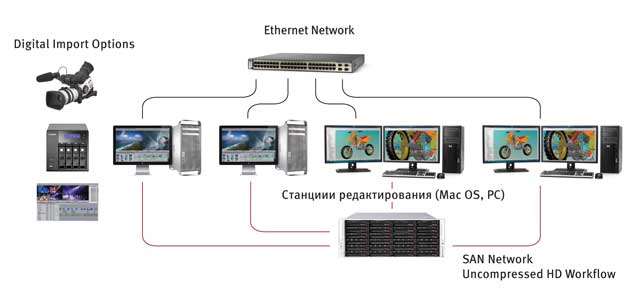 Ethernet Network
Digital Import Options
Станциии редактирования (Mac OS, PC)
SAN Network
Uncompressed HD Workflow